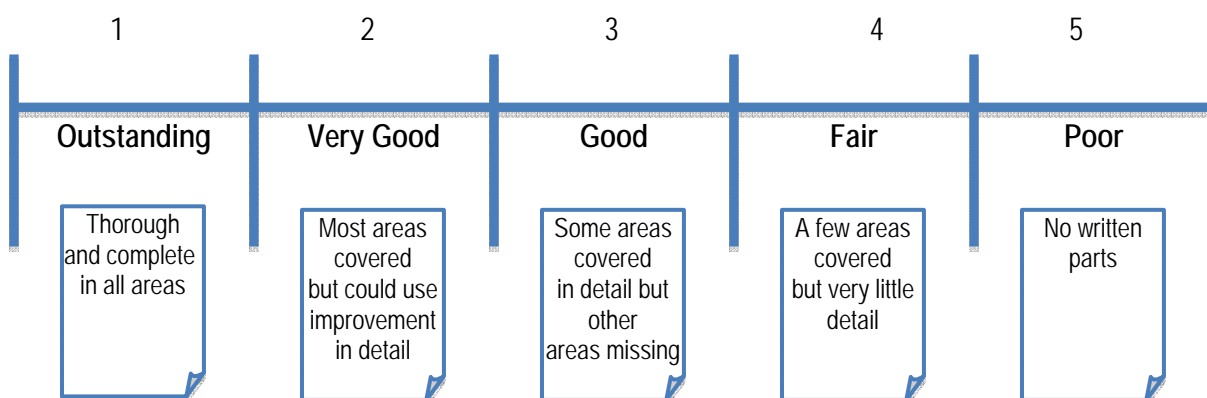 1 2 3 4 5
Outstanding Very Good Good Fair Poor
Thorough
and complete
in all areas
Most areas
covered
but could use
improvement
in detail
Some areas
covered
in detail but
other
areas missing
A few areas
covered
but very little
detail
No written
parts